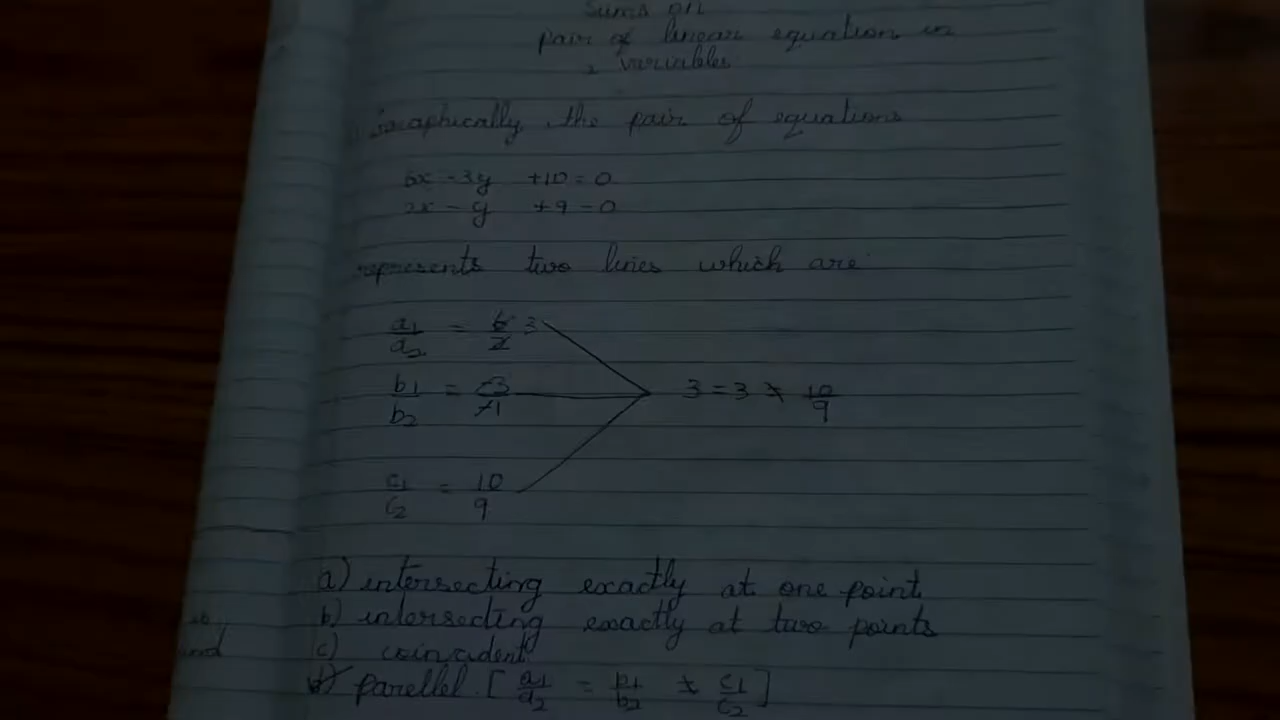 Sums on
pair of linear equation in
2 variables
Graphically, the pair of equations
6x - 3y + 10 = 0
2x - y + 9 = 0
represents two lines which are
a1/a2 = 6/2 3
b1/b2 = -3/-1
3 = 3 ≠ 10/9
c1/c2 = 10/9
a) intersecting exactly at one point
b) intersecting exactly at two points
c) coincident
d) parellel [a1/a2 = b1/b2 ≠ c1/c2]